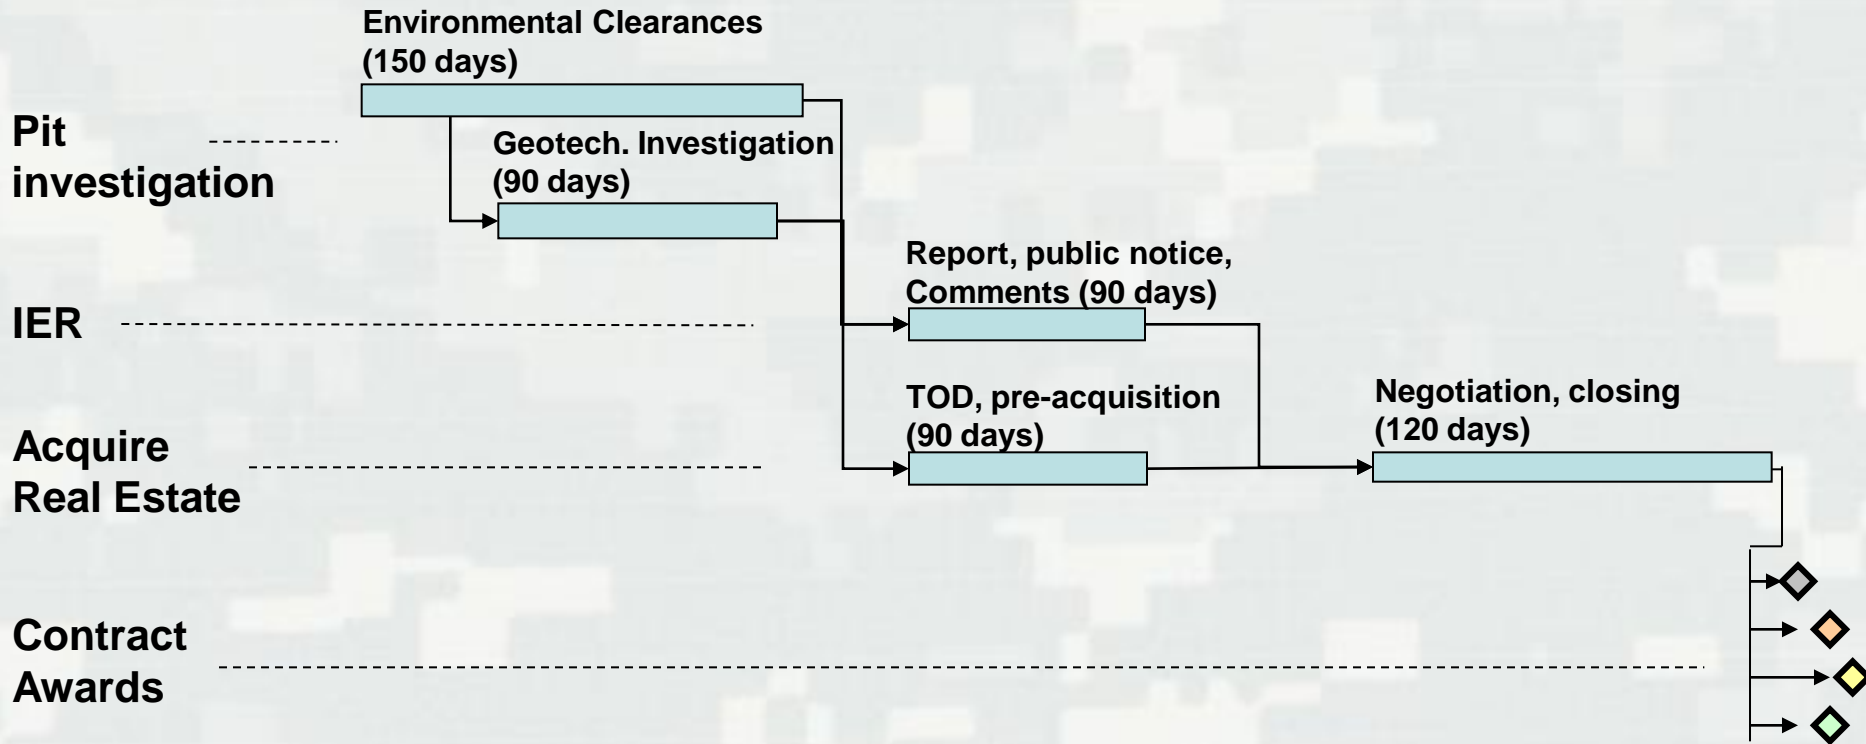 Environmental Clearances
(150 days)
Pit
investigation
Geotech. Investigation
(90 days)
Report, public notice,
Comments (90 days)
IER
TOD, pre-acquisition
(90 days)
Negotiation, closing
(120 days)
Acquire
Real Estate
Contract
Awards